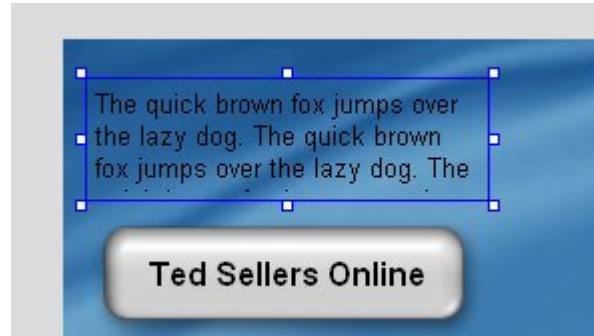 The quick brown fox jumps over
the lazy dog. The quick brown
fox jumps over the lazy dog. The
Ted Sellers Online